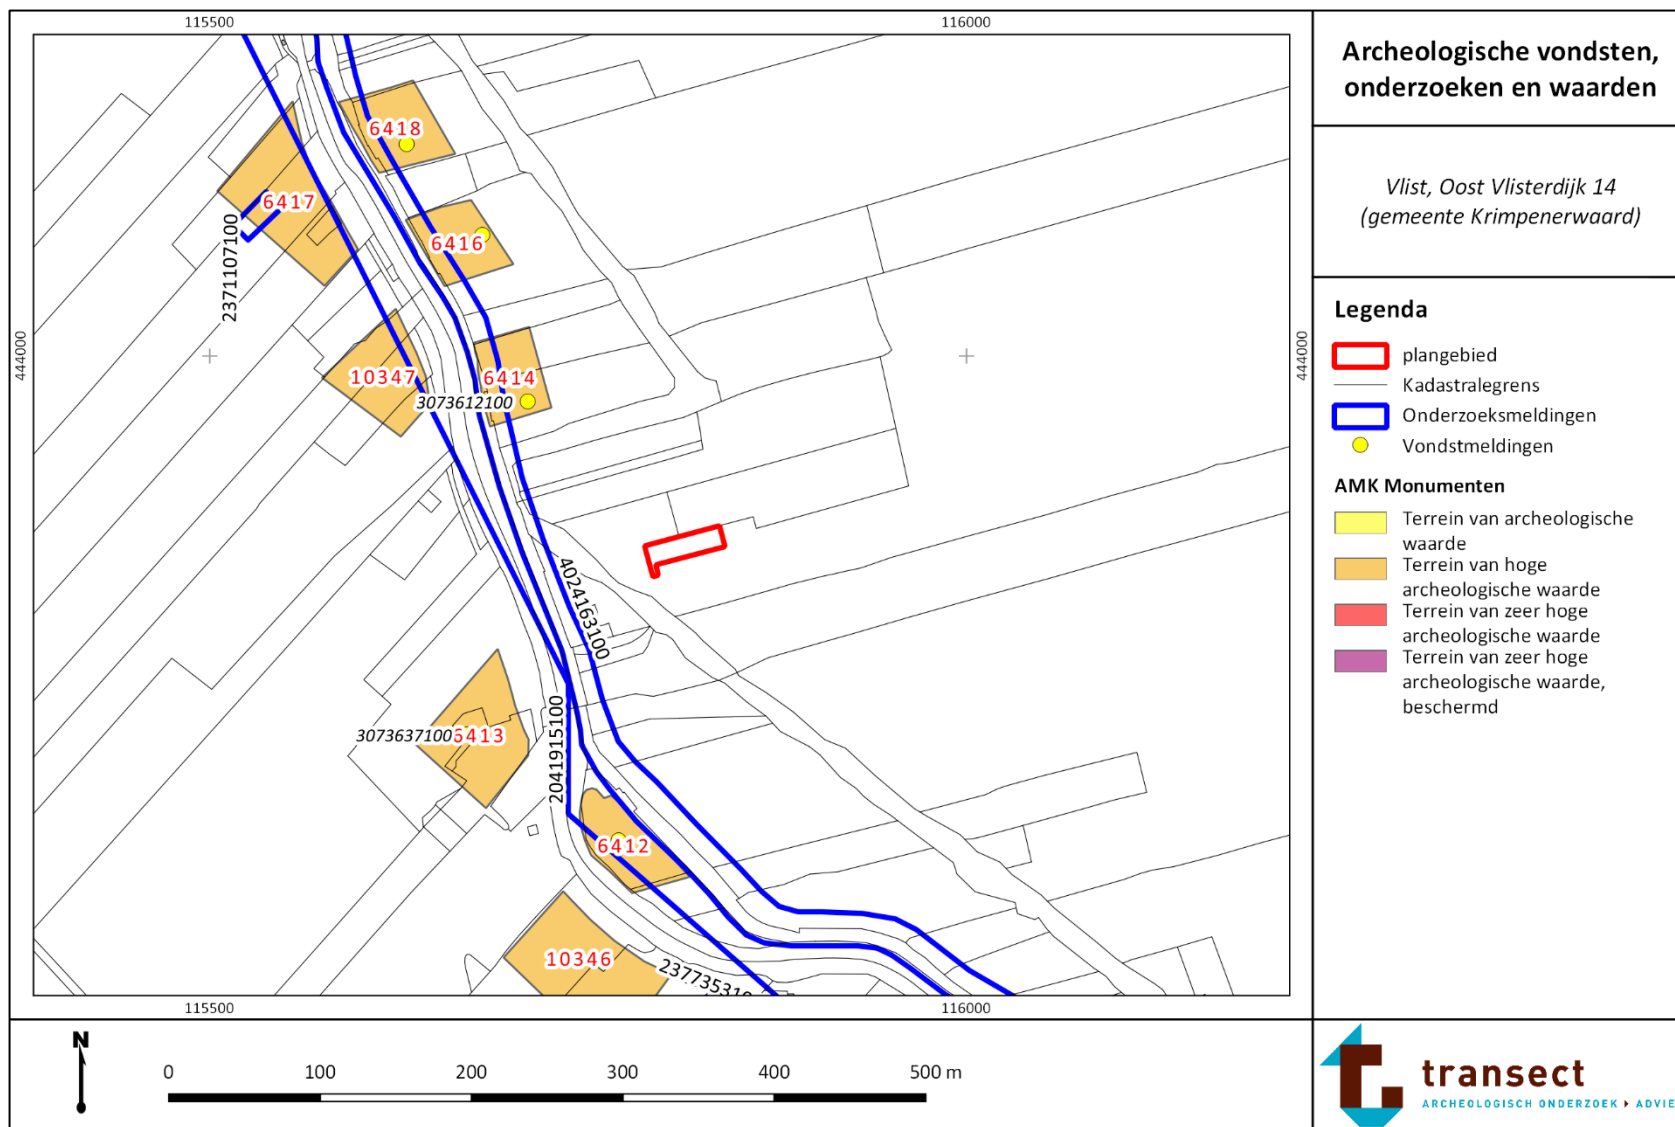 115500
116000
444000
444000
6418
6417
2371107100
6416
10347
6414
3073612100
4024163100
3073637100
6413
2041915100
6412
10346
115500
116000
Archeologische vondsten,
onderzoeken en waarden
Vlist, Oost Vlisterdijk 14
(gemeente Krimpenerwaard)
Legenda
plangebied
Kadastralegrens
Onderzoeksmeldingen
Vondstmeldingen
AMK Monumenten
Terrein van archeologische
waarde
Terrein van hoge
archeologische waarde
Terrein van zeer hoge
archeologische waarde
Terrein van zeer hoge
archeologische waarde,
beschermd
N
0 100 200 300 400 500 m
transect
ARCHEOLOGISCH ONDERZOEK ▸ ADVIE